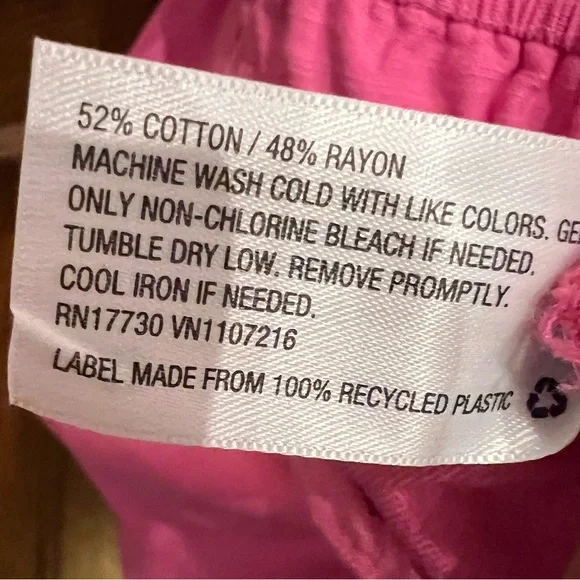 52% COTTON / 48% RAYON
MACHINE WASH COLD WITH LIKE COLORS.
ONLY NON-CHLORINE BLEACH IF NEEDED.
TUMBLE DRY LOW. REMOVE PROMPTLY.
COOL IRON IF NEEDED.
RN17730 VN1107216
LABEL MADE FROM 100% RECYCLED PLASTIC